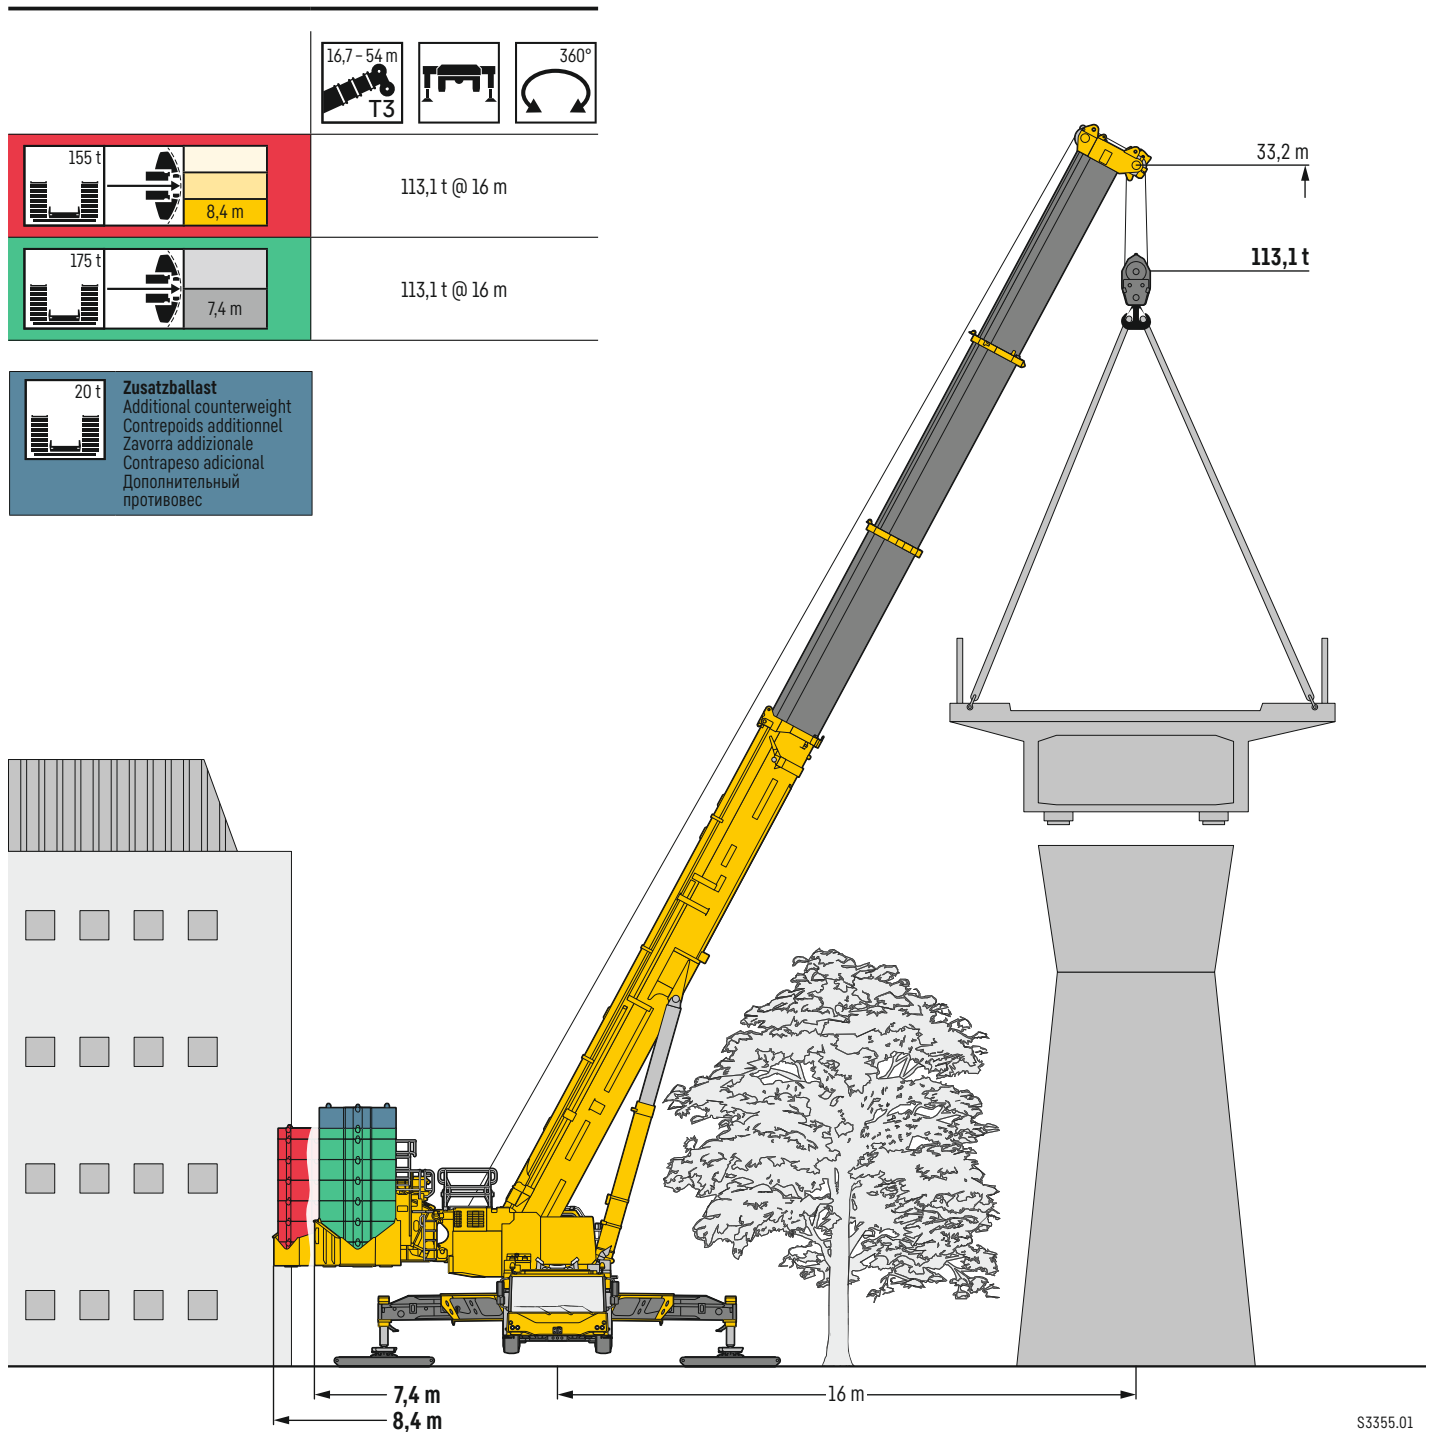 16,7 – 54 m
T3
360°
155 t
8,4 m
113,1 t @ 16 m
175 t
7,4 m
113,1 t @ 16 m
20 t
Zusatzballast
Additional counterweight
Contrepoids additionnel
Zavorra addizionale
Contrapeso adicional
Дополнительный
противовес
33,2 m
113,1 t
7,4 m
8,4 m
16 m
S3355.01